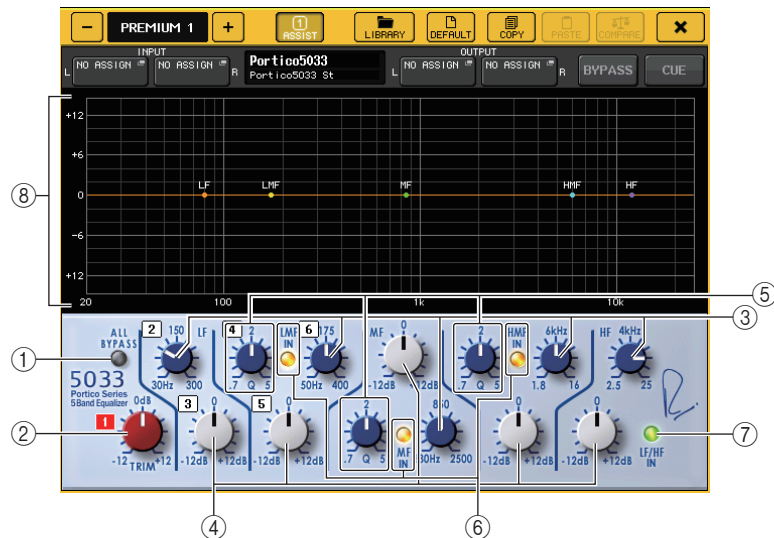 PREMIUM 1
1
ASSIST
LIBRARY
DEFAULT
COPY
PASTE
COMPARE
INPUT
L
NO ASSIGN
NO ASSIGN
R
Portico5033
Portico5033 St
OUTPUT
L
NO ASSIGN
NO ASSIGN
R
BYPASS
CUE
+12
+6
0
-6
-12
+12
LF
LMF
MF
HMF
HF
20
100
1k
10k
⑧
⑤
③
①
②
④
⑥
⑦
ALL
BYPASS
2
150
LF
30Hz
300
4
2
.7
Q
5
LMF
IN
6
175
50Hz
400
MF
0
-12dB
12dB
2
.7
Q
5
HMF
IN
6kHz
1.8
16
HF
4kHz
2.5
25
5033
Portico Series
5Band Equalizer
1
0dB
-12
+12
TRIM
3
0
-12dB
+12dB
5
0
-12dB
+12dB
2
.7
Q
5
MF
IN
850
2500
0
-12dB
+12dB
0
-12dB
+12dB
LF/HF
IN